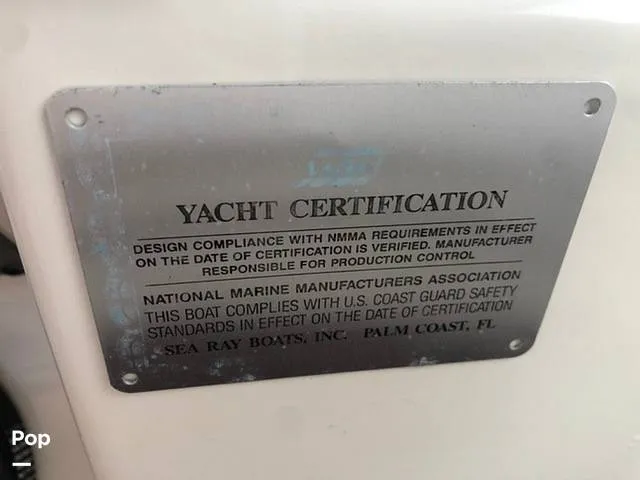 YACHT CERTIFICATION
DESIGN COMPLIANCE WITH NMMA REQUIREMENTS IN EFFECT
ON THE DATE OF CERTIFICATION IS VERIFIED. MANUFACTURER
RESPONSIBLE FOR PRODUCTION CONTROL
NATIONAL MARINE MANUFACTURERS ASSOCIATION
THIS BOAT COMPLIES WITH U.S. COAST GUARD SAFETY
STANDARDS IN EFFECT ON THE DATE OF CERTIFICATION
SEA RAY BOATS, INC. PALM COAST, FL
Pop